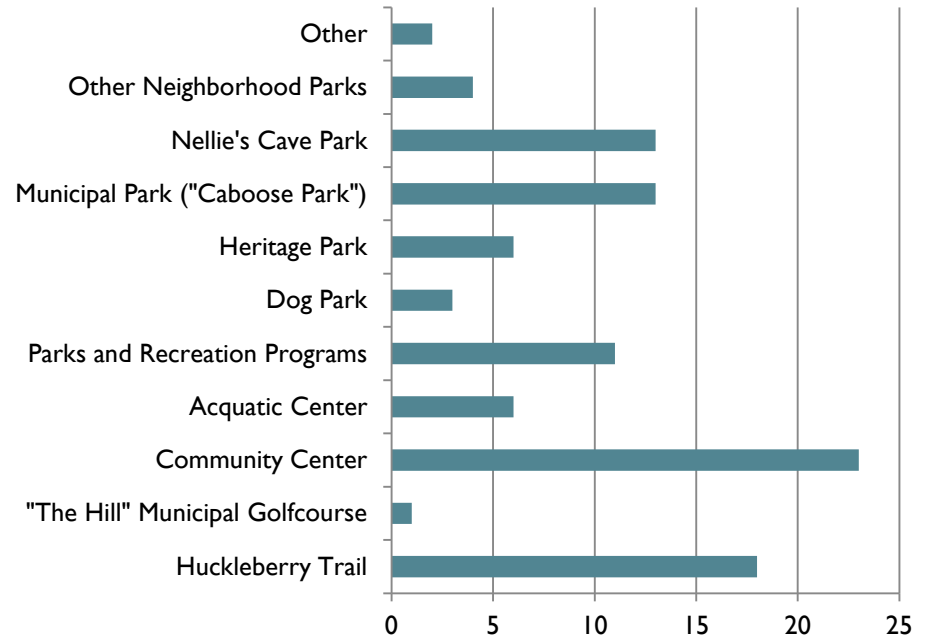 Other
Other Neighborhood Parks
Nellie's Cave Park
Municipal Park ("Caboose Park")
Heritage Park
Dog Park
Parks and Recreation Programs
Acquatic Center
Community Center
"The Hill" Municipal Golfcourse
Huckleberry Trail
0 5 10 15 20 25